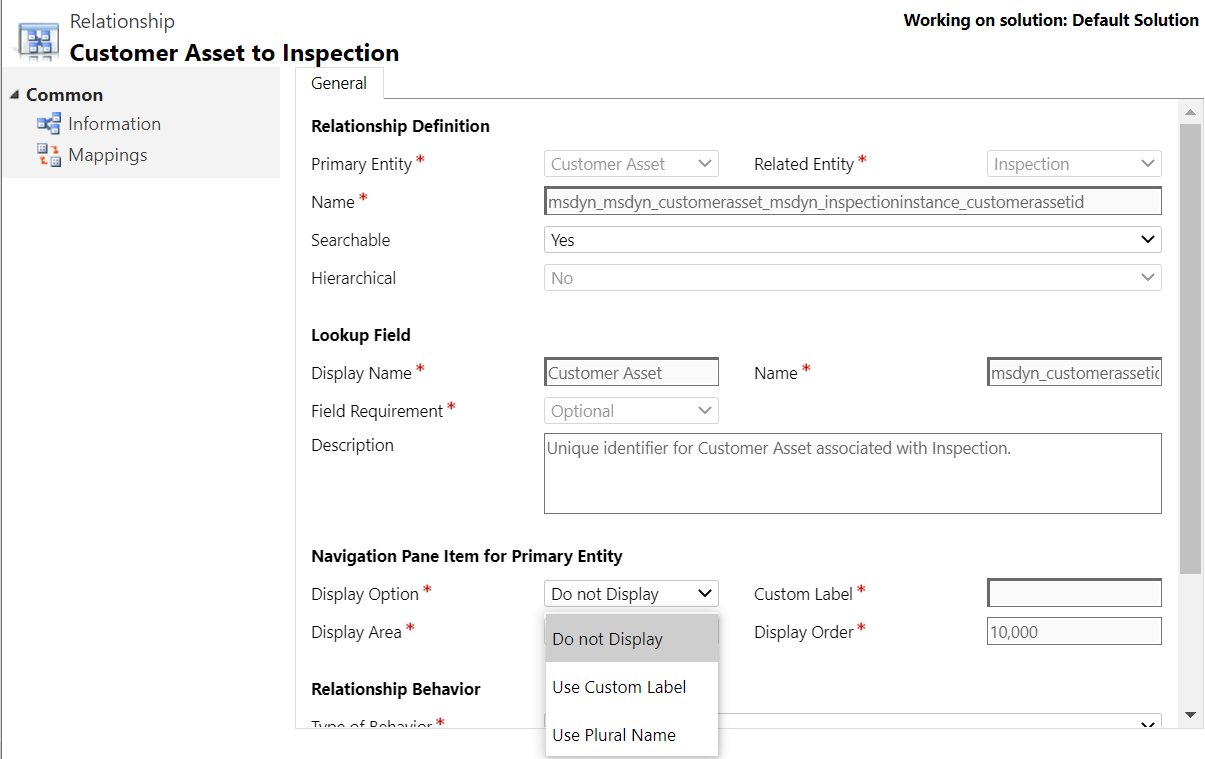 Relationship
Working on solution: Default Solution
Customer Asset to Inspection
Common
Information
Mappings
General
Relationship Definition
Primary Entity * Customer Asset Related Entity * Inspection
Name * msdyn_msdyn_customerasset_msdyn_inspectioninstance_customerassetid
Searchable Yes
Hierarchical No
Lookup Field
Display Name * Customer Asset Name * msdyn_customerassetid
Field Requirement * Optional
Description Unique identifier for Customer Asset associated with Inspection.
Navigation Pane Item for Primary Entity
Display Option * Do not Display Custom Label *
Display Area * Display Order * 10,000
Do not Display
Use Custom Label
Use Plural Name
Relationship Behavior
Type of Behavior *